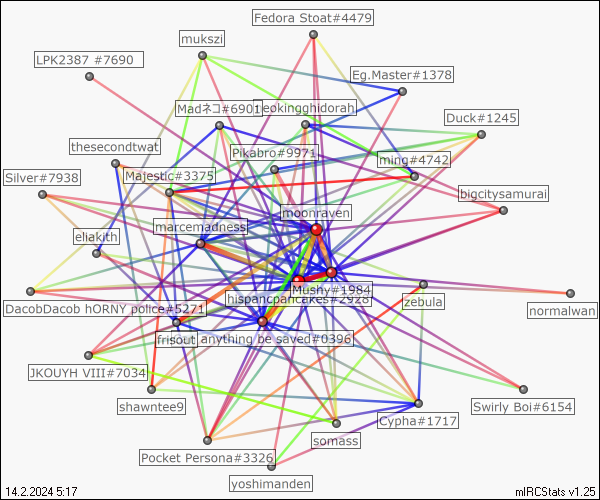 Fedora Stoat#4479
mukszi
LPK2387 #7690
Eg.Master#1378
Madネコ#6901
eokingghidorah
Duck#1245
thesecondtwat
Pikabro#9971
ming#4742
Silver#7938
Majestic#3375
bigcitysamurai
moonraven
marcemadness
eliakith
Mushy#1984
hispancpancakes#2928
zebula
DacobDacob hORNY police#5271
normalwan
frisout
anything be saved#0396
JKOUYH VIII#7034
shawntee9
Swirly Boi#6154
Cypha#1717
somass
Pocket Persona#3326
yoshimanden
14.2.2024 5:17
mIRCStats v1.25